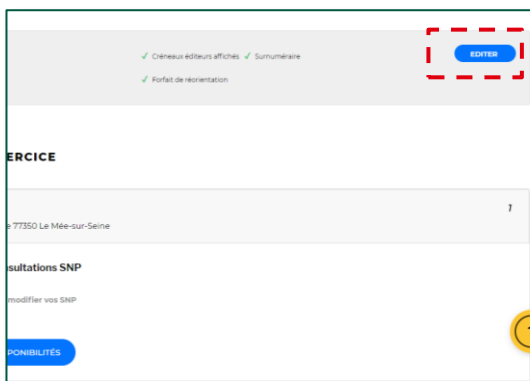 ✓ Créneaux éditeurs affichés ✓ Surnuméraire
EDITER
✓ Forfait de réorientation
ERCICE
1
e 77350 Le Mée-sur-Seine
sultations SNP
modifier vos SNP
PONIBILITÉS